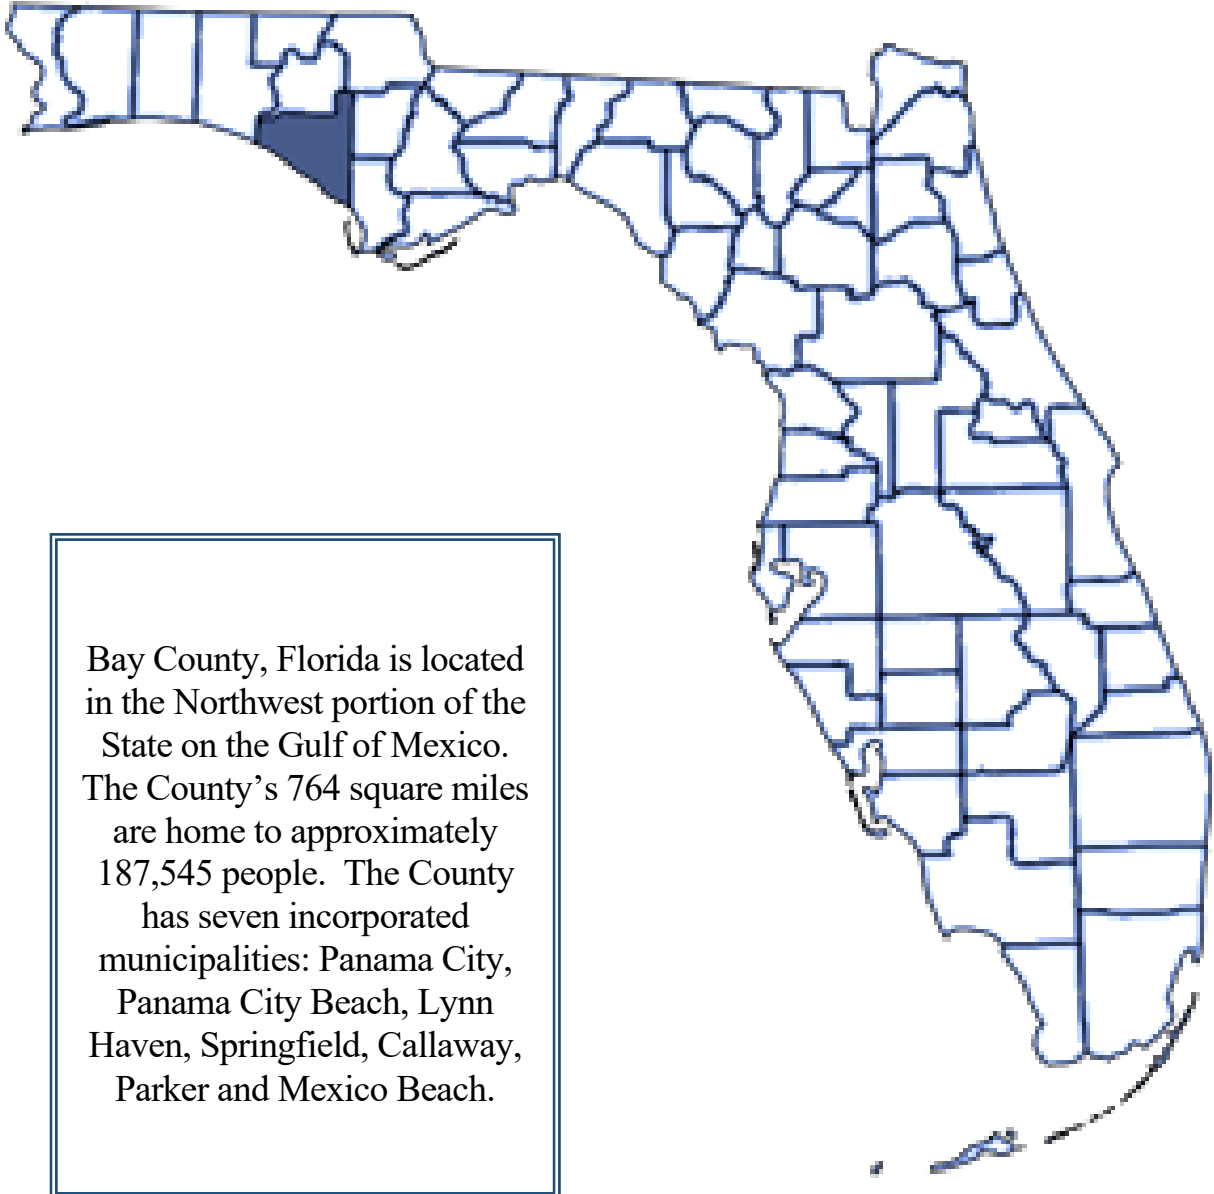 Bay County, Florida is located
in the Northwest portion of the
State on the Gulf of Mexico.
The County’s 764 square miles
are home to approximately
187,545 people.  The County
has seven incorporated
municipalities: Panama City,
Panama City Beach, Lynn
Haven, Springfield, Callaway,
Parker and Mexico Beach.